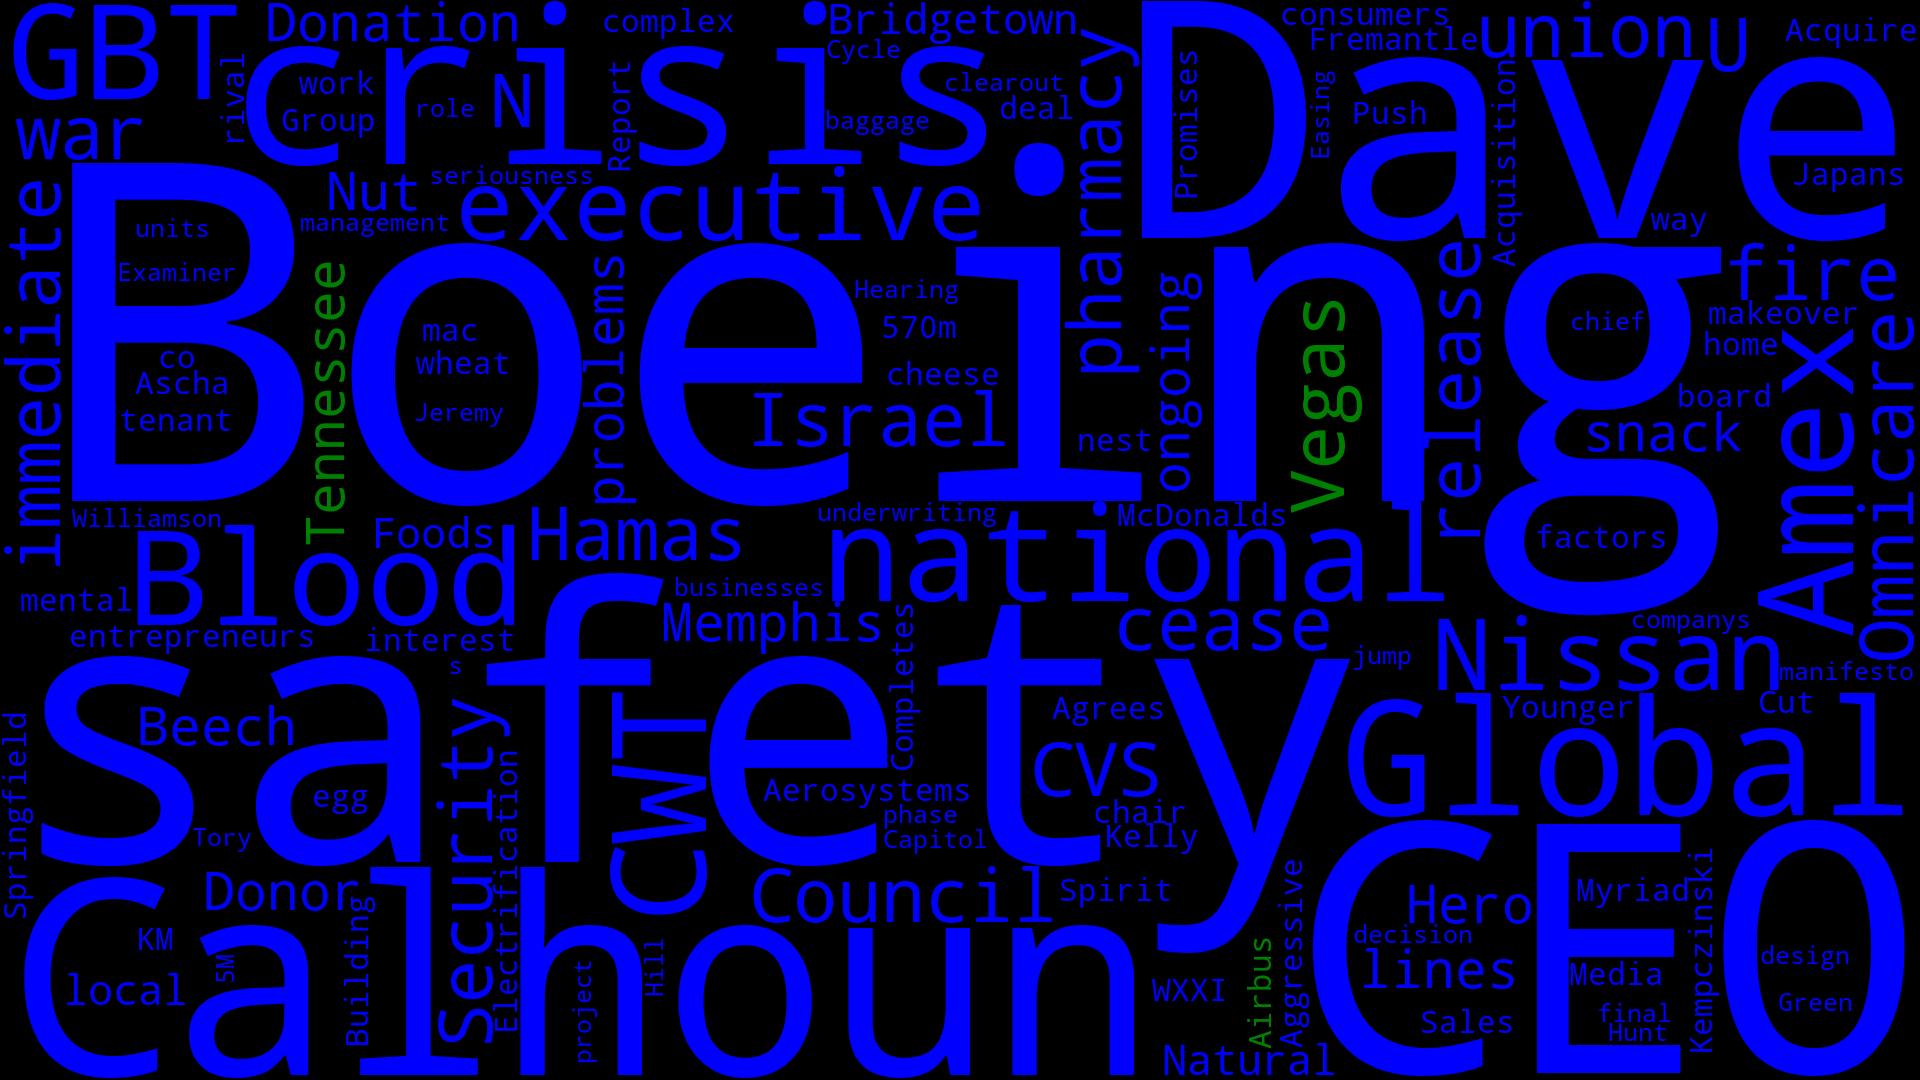 GBT
Donation
crisis
complex
Bridgetown
Cycle
consumers
Fremantle
union
U
Acquire
Dave
rival
work
Group
role
N
Report
baggage
clearout
deal
pharmacy
Promises
Easing
Push
Acquisition
Japans
way
war
Nut
seriousness
management
executive
immediate
Boeing
units
Examiner
Tennessee
co
Ascha
tenant
mac
wheat
Jeremy
problems
Hearing
570m
cheese
Israel
nest
ongoing
Vegas
release
chief
fire
makeover
home
board
snack
Amex
Omnicare
factors
Williamson
Blood
Foods
Hamas
underwriting
McDonalds
national
mental
businesses
Memphis
cease
entrepreneurs
interest
s
safety
Completes
jump
Nissan
companys
manifesto
Springfield
Beech
egg
Tory
Security
Electrification
CWT
Aerosystems
phase
Capitol
Agrees
CVS
chair
Kelly
Global
Younger
Cut
Calhoun
Donor
KM
5M
local
Building
project
Hill
Council
Spirit
WXXI
Airbus
Aggressive
Natural
CEO
Hero
decision
lines
Sales
Myriad
Media
final
Hunt
Kempczinski
design
Green